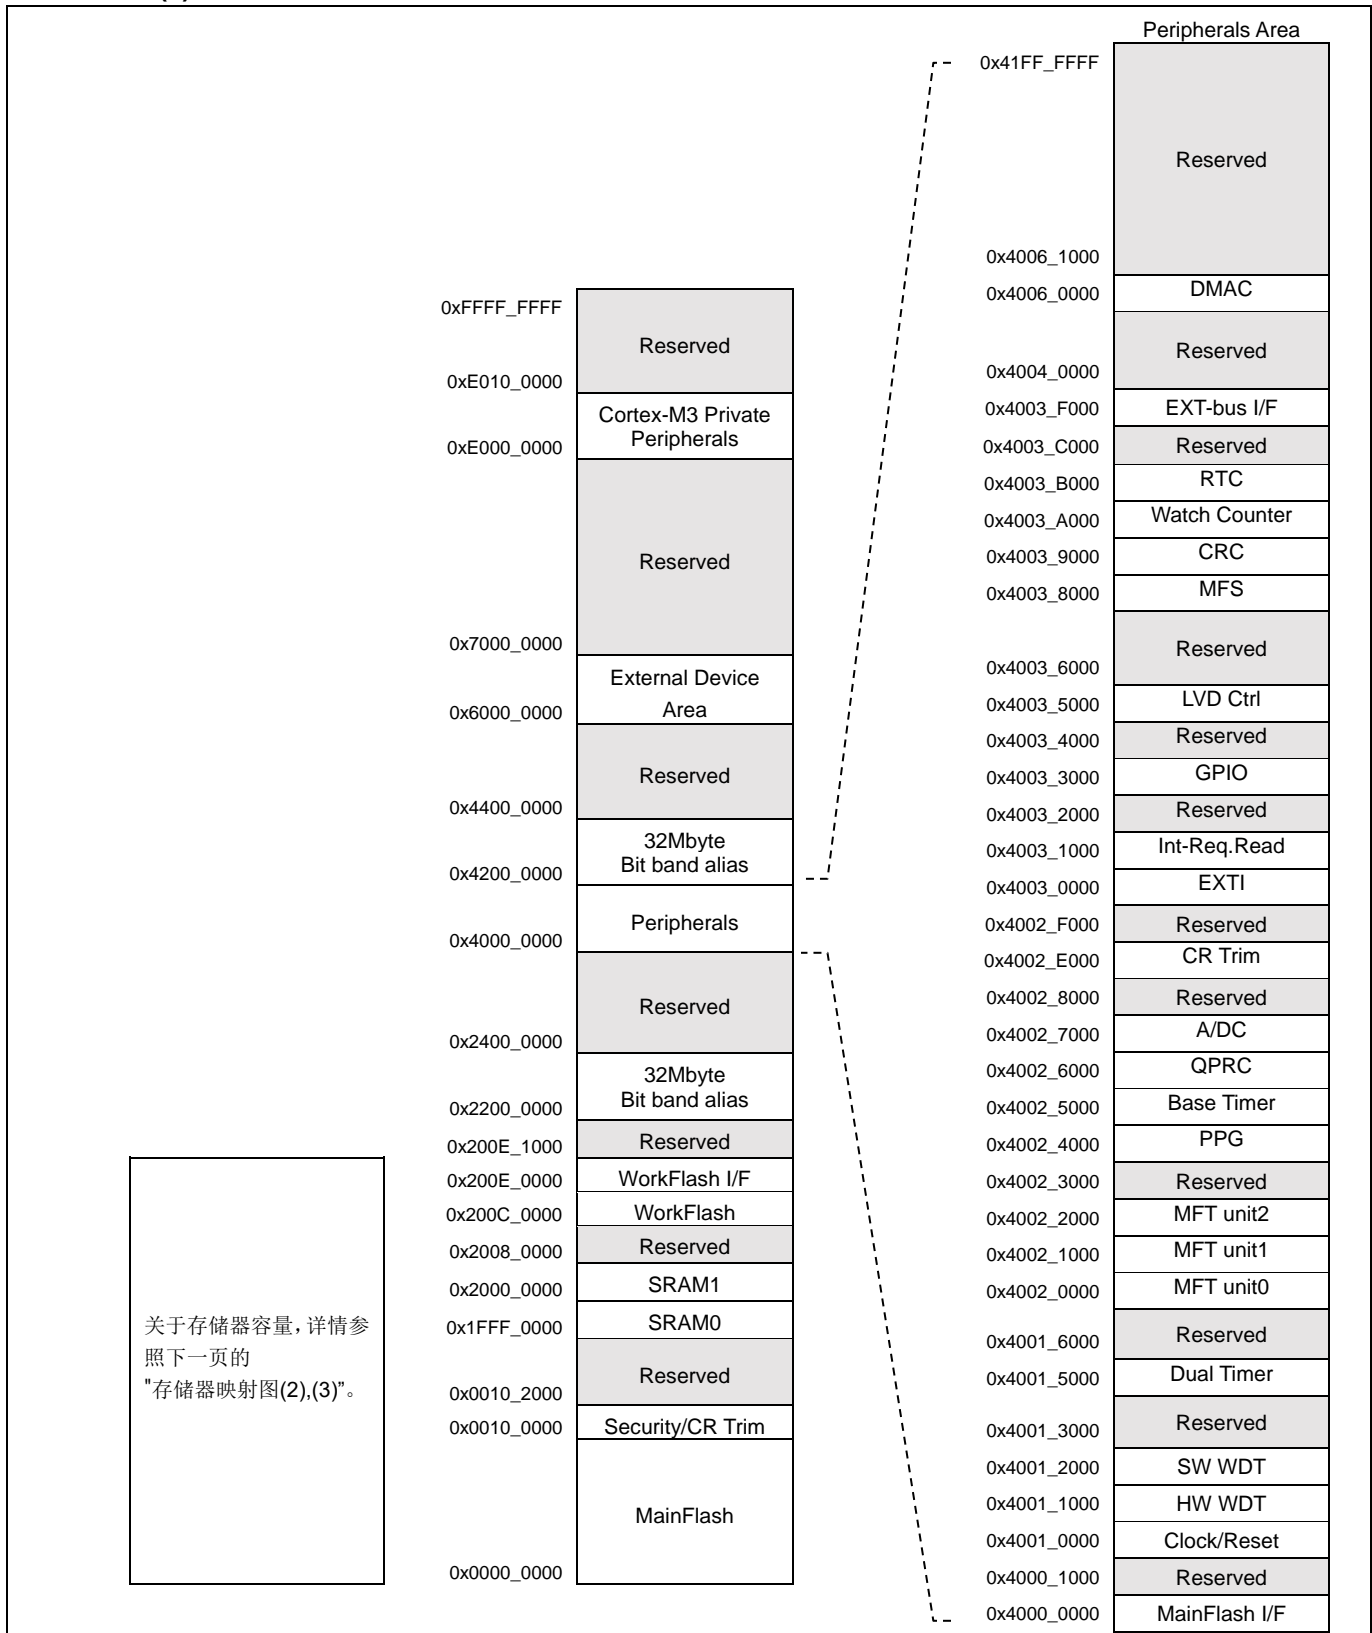 Peripherals Area
0x41FF_FFFF
Reserved
0x4006_1000
0x4006_0000
DMAC
Reserved
0x4004_0000
0x4003_F000
EXT-bus I/F
0x4003_C000
Reserved
0x4003_B000
RTC
0x4003_A000
Watch Counter
0x4003_9000
CRC
0x4003_8000
MFS
Reserved
0x4003_6000
0x4003_5000
LVD Ctrl
0x4003_4000
Reserved
0x4003_3000
GPIO
0x4003_2000
Reserved
0x4003_1000
Int-Req.Read
0x4003_0000
EXTI
0x4002_F000
Reserved
0x4002_E000
CR Trim
0x4002_8000
Reserved
0x4002_7000
A/DC
0x4002_6000
QPRC
0x4002_5000
Base Timer
0x4002_4000
PPG
0x4002_3000
Reserved
0x4002_2000
MFT unit2
0x4002_1000
MFT unit1
0x4002_0000
MFT unit0
0x4001_6000
Reserved
0x4001_5000
Dual Timer
0x4001_3000
Reserved
0x4001_2000
SW WDT
0x4001_1000
HW WDT
0x4001_0000
Clock/Reset
0x4000_1000
Reserved
0x4000_0000
MainFlash I/F
0xFFFF_FFFF
Reserved
0xE010_0000
Cortex-M3 Private
Peripherals
0xE000_0000
Reserved
0x7000_0000
External Device
Area
0x6000_0000
Reserved
0x4400_0000
32Mbyte
Bit band alias
0x4200_0000
Peripherals
0x4000_0000
Reserved
0x2400_0000
32Mbyte
Bit band alias
0x2200_0000
0x200E_1000
Reserved
0x200E_0000
WorkFlash I/F
0x200C_0000
WorkFlash
0x2008_0000
Reserved
0x2000_0000
SRAM1
0x1FFF_0000
SRAM0
Reserved
0x0010_2000
0x0010_0000
Security/CR Trim
MainFlash
0x0000_0000
关于存储器容量，详情参
照下一页的
"存储器映射图(2),(3)”。